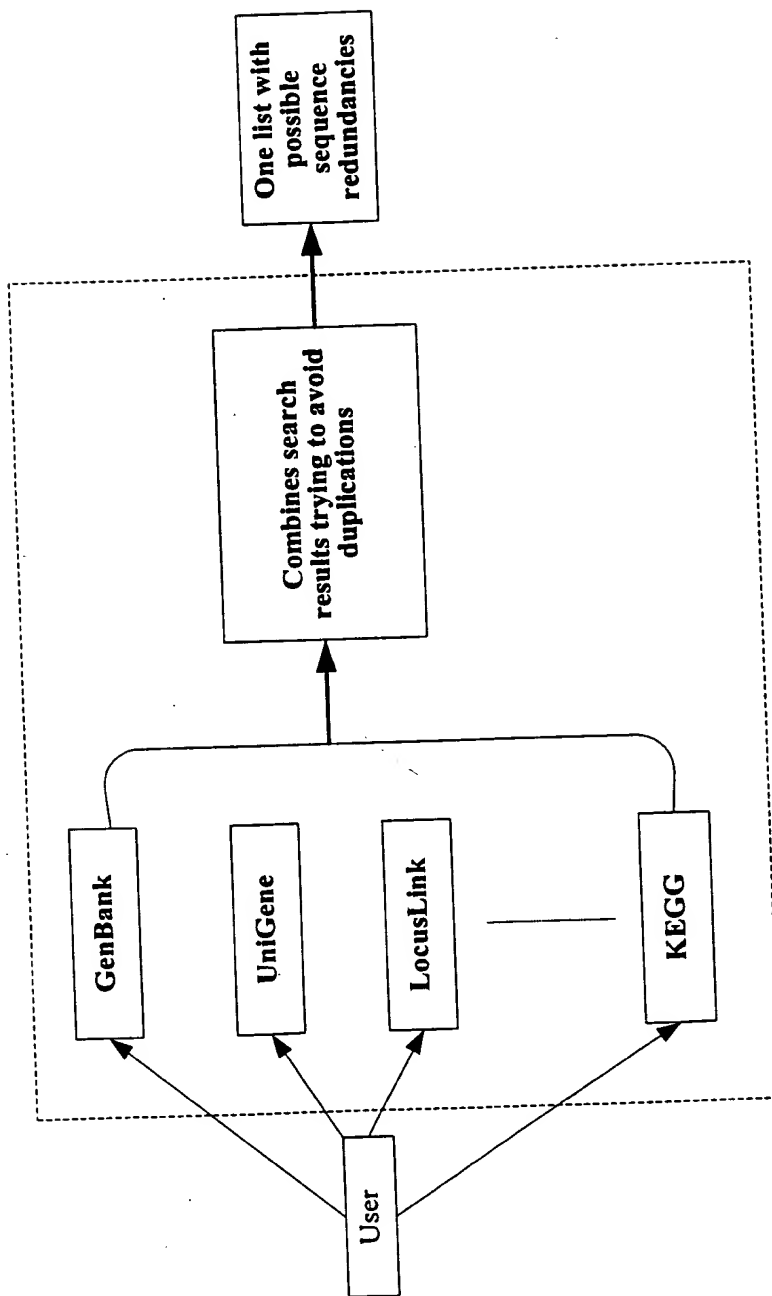 User
GenBank
UniGene
LocusLink
KEGG
Combines search
results trying to avoid
duplications
One list with
possible
sequence
redundancies